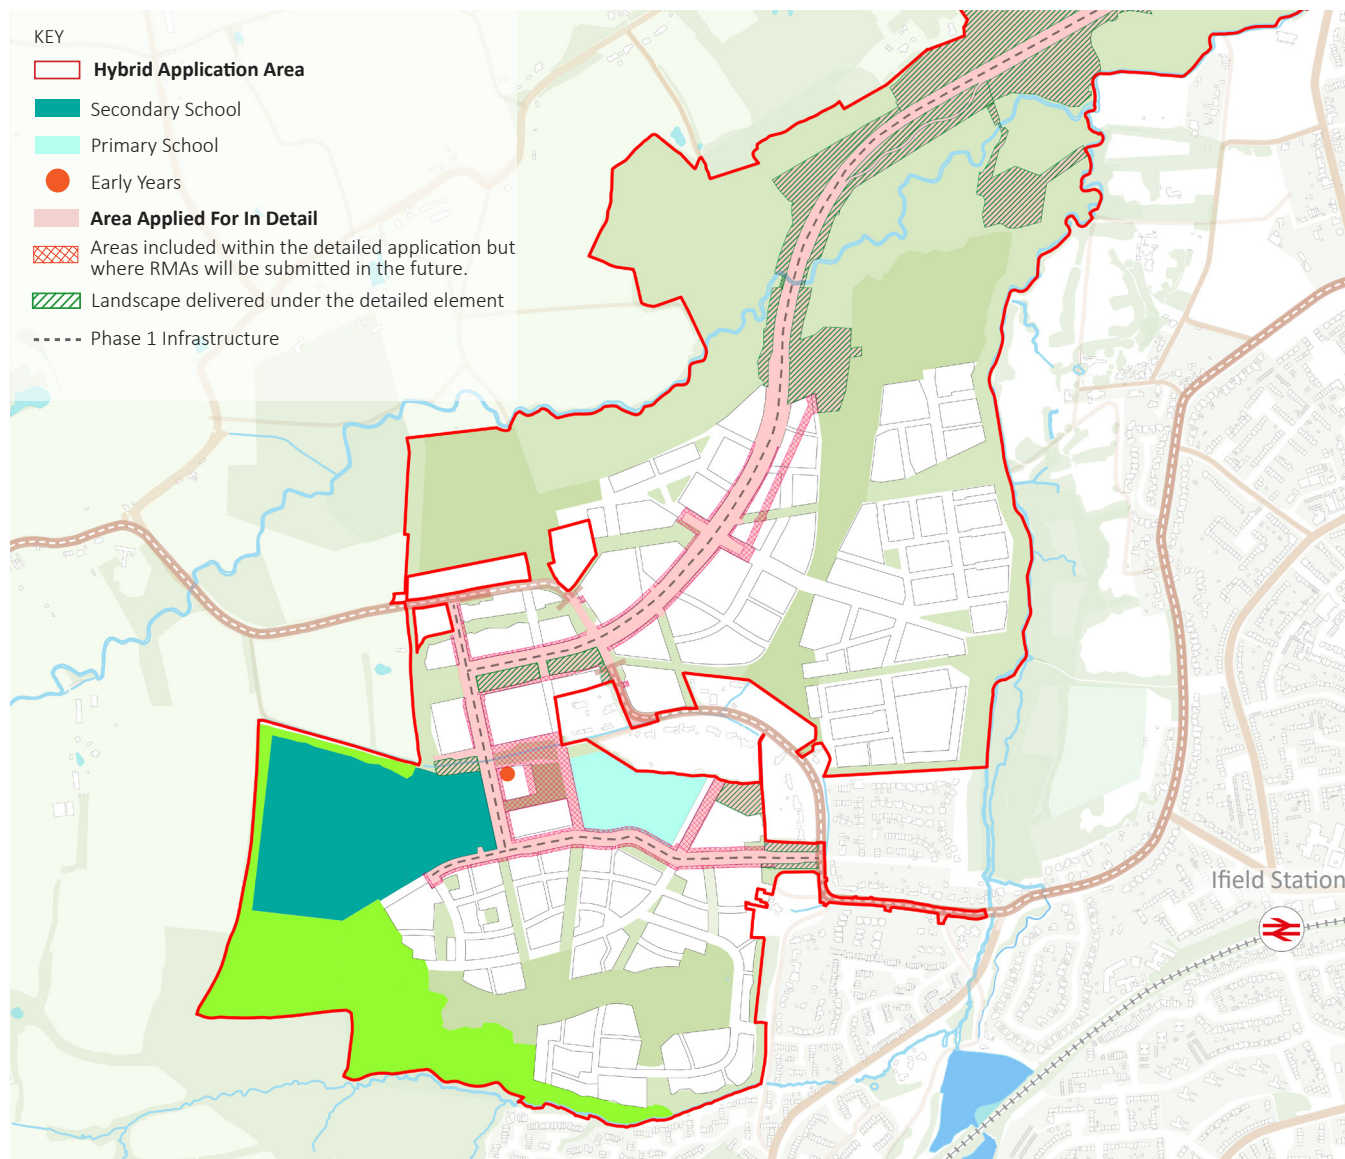 KEY
Hybrid Application Area
Secondary School
Primary School
Early Years
Area Applied For In Detail
Areas included within the detailed application but
where RMAs will be submitted in the future.
Landscape delivered under the detailed element
Phase 1 Infrastructure
Ifield Station